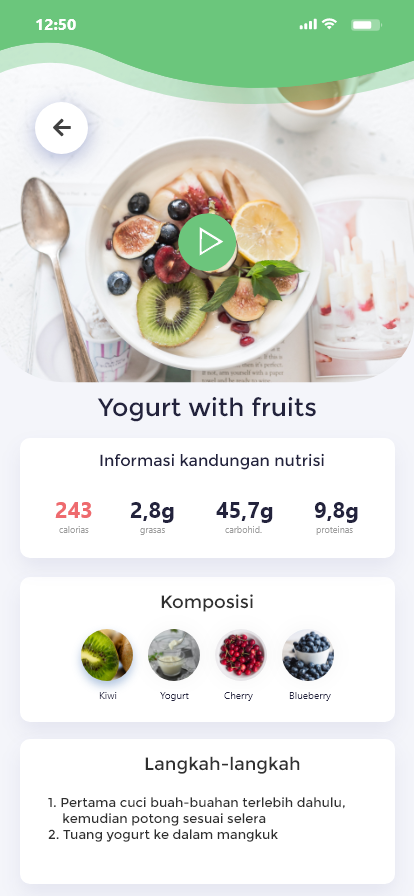 12:50
Yogurt with fruits
Informasi kandungan nutrisi
243 2,8g 45,7g 9,8g
calorias grasas carbohid. proteinas
Komposisi
Kiwi Yogurt Cherry Blueberry
Langkah-langkah
1. Pertama cuci buah-buahan terlebih dahulu,
kemudian potong sesuai selera
2. Tuang yogurt ke dalam mangkuk